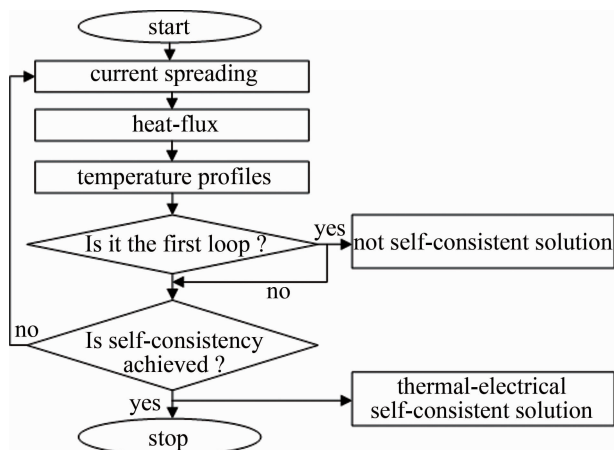 start
current spreading
heat-flux
temperature profiles
Is it the first loop ?
yes
not self-consistent solution
no
no
Is self-consistency
achieved ?
thermal-electrical
self-consistent solution
yes
stop